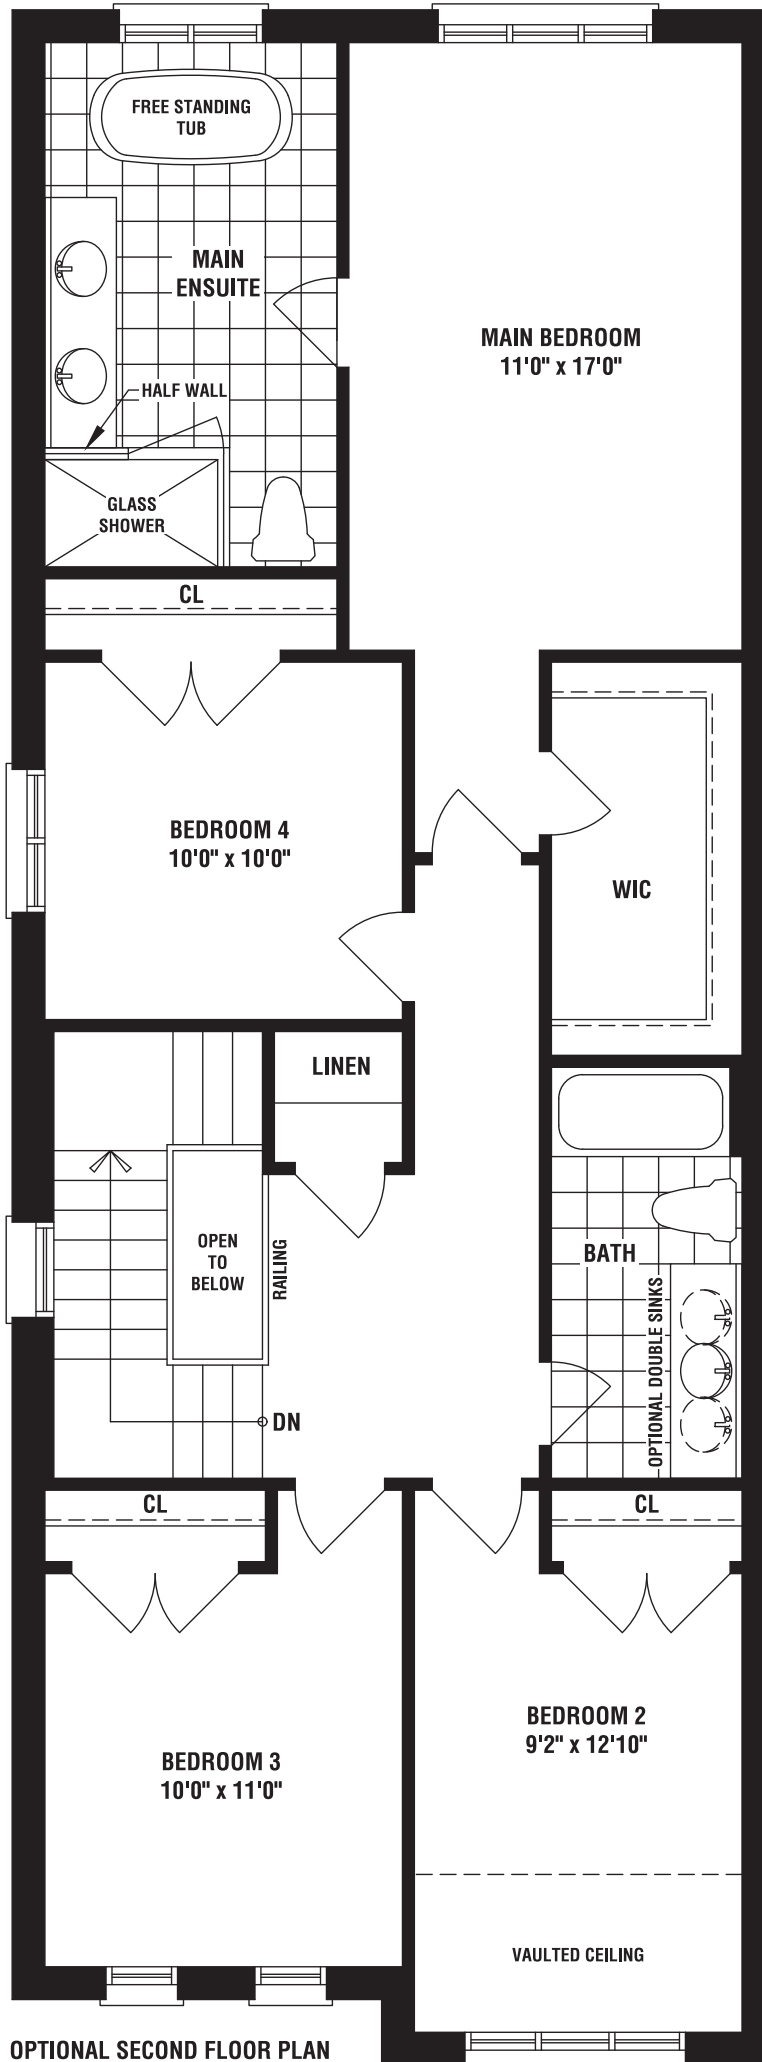 FREE STANDING
TUB
MAIN
ENSUITE
MAIN BEDROOM
11'0" x 17'0"
HALF WALL
GLASS
SHOWER
CL
BEDROOM 4
10'0" x 10'0"
WIC
LINEN
OPEN
TO
BELOW
RAILING
BATH
OPTIONAL DOUBLE SINKS
DN
CL
CL
BEDROOM 2
9'2" x 12'10"
BEDROOM 3
10'0" x 11'0"
VAULTED CEILING
OPTIONAL SECOND FLOOR PLAN